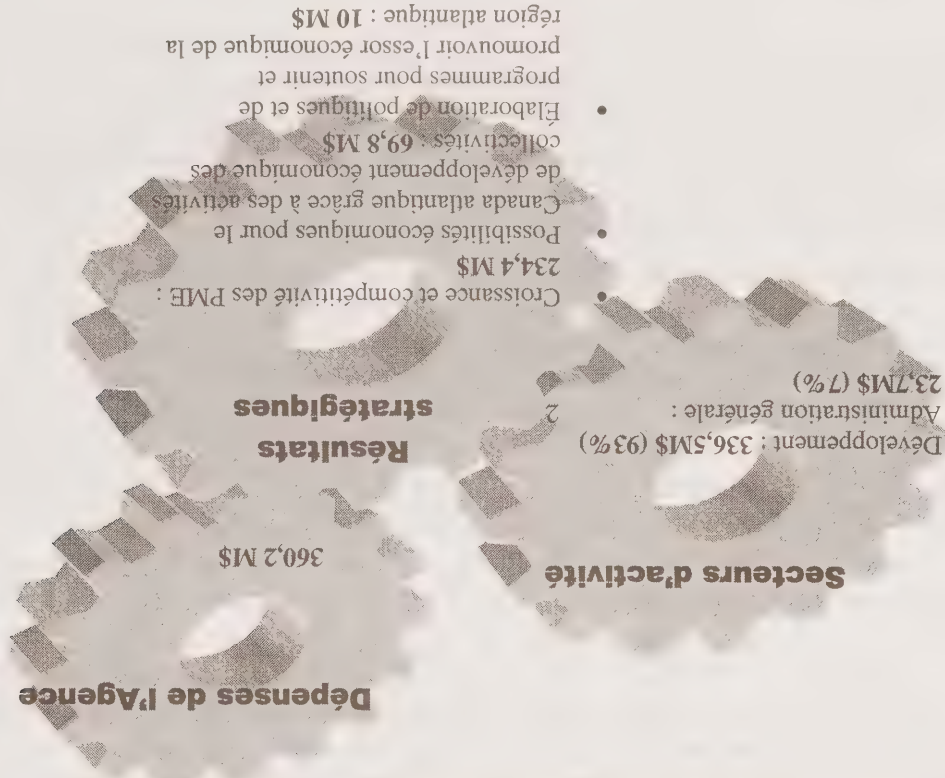 Dépenses de l'Agence
360,2 M$
Secteurs d'activité
Développement : 336,5M$ (93%)
Administration générale : 2
23,7M$ (7%)
Résultats
stratégiques
• Croissance et compétitivité des PME :
234,4 M$
• Possibilités économiques pour le
Canada atlantique grâce à des activités
de développement économique des
collectivités : 69,8 M$
• Élaboration de politiques et de
programmes pour soutenir et
promouvoir l'essor économique de la
région atlantique : 10 M$